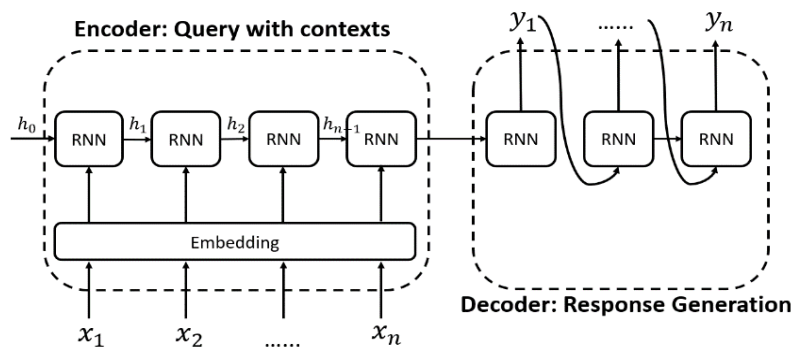 Encoder: Query with contexts
y₁ ...... yₙ
h₀ RNN h₁ RNN h₂ RNN hₙ₋₁ RNN RNN RNN RNN
Embedding
Decoder: Response Generation
x₁ x₂ ...... xₙ